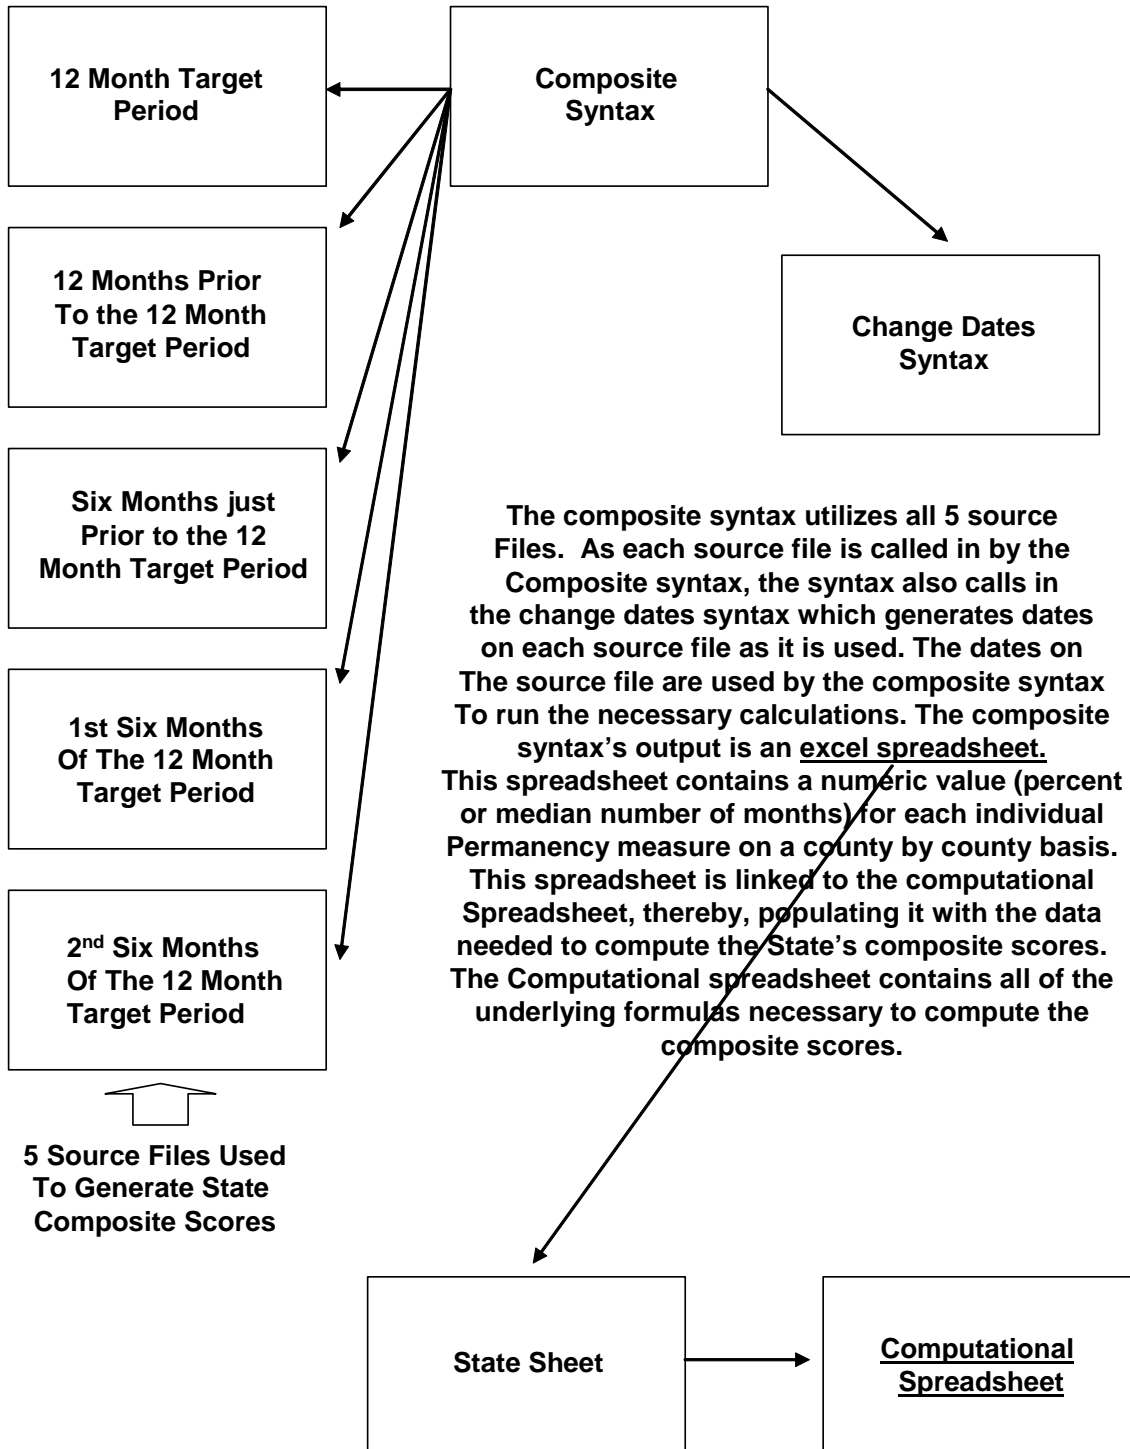 12 Month Target
Period
Composite
Syntax
12 Months Prior
To the 12 Month
Target Period
Change Dates
Syntax
Six Months just
Prior to the 12
Month Target Period
1st Six Months
Of The 12 Month
Target Period
2nd Six Months
Of The 12 Month
Target Period
5 Source Files Used
To Generate State
Composite Scores
The composite syntax utilizes all 5 source
Files. As each source file is called in by the
Composite syntax, the syntax also calls in
the change dates syntax which generates dates
on each source file as it is used. The dates on
The source file are used by the composite syntax
To run the necessary calculations. The composite
syntax’s output is an excel spreadsheet.
This spreadsheet contains a numeric value (percent
or median number of months) for each individual
Permanency measure on a county by county basis.
This spreadsheet is linked to the computational
Spreadsheet, thereby, populating it with the data
needed to compute the State’s composite scores.
The Computational spreadsheet contains all of the
underlying formulas necessary to compute the
composite scores.
State Sheet
Computational
Spreadsheet